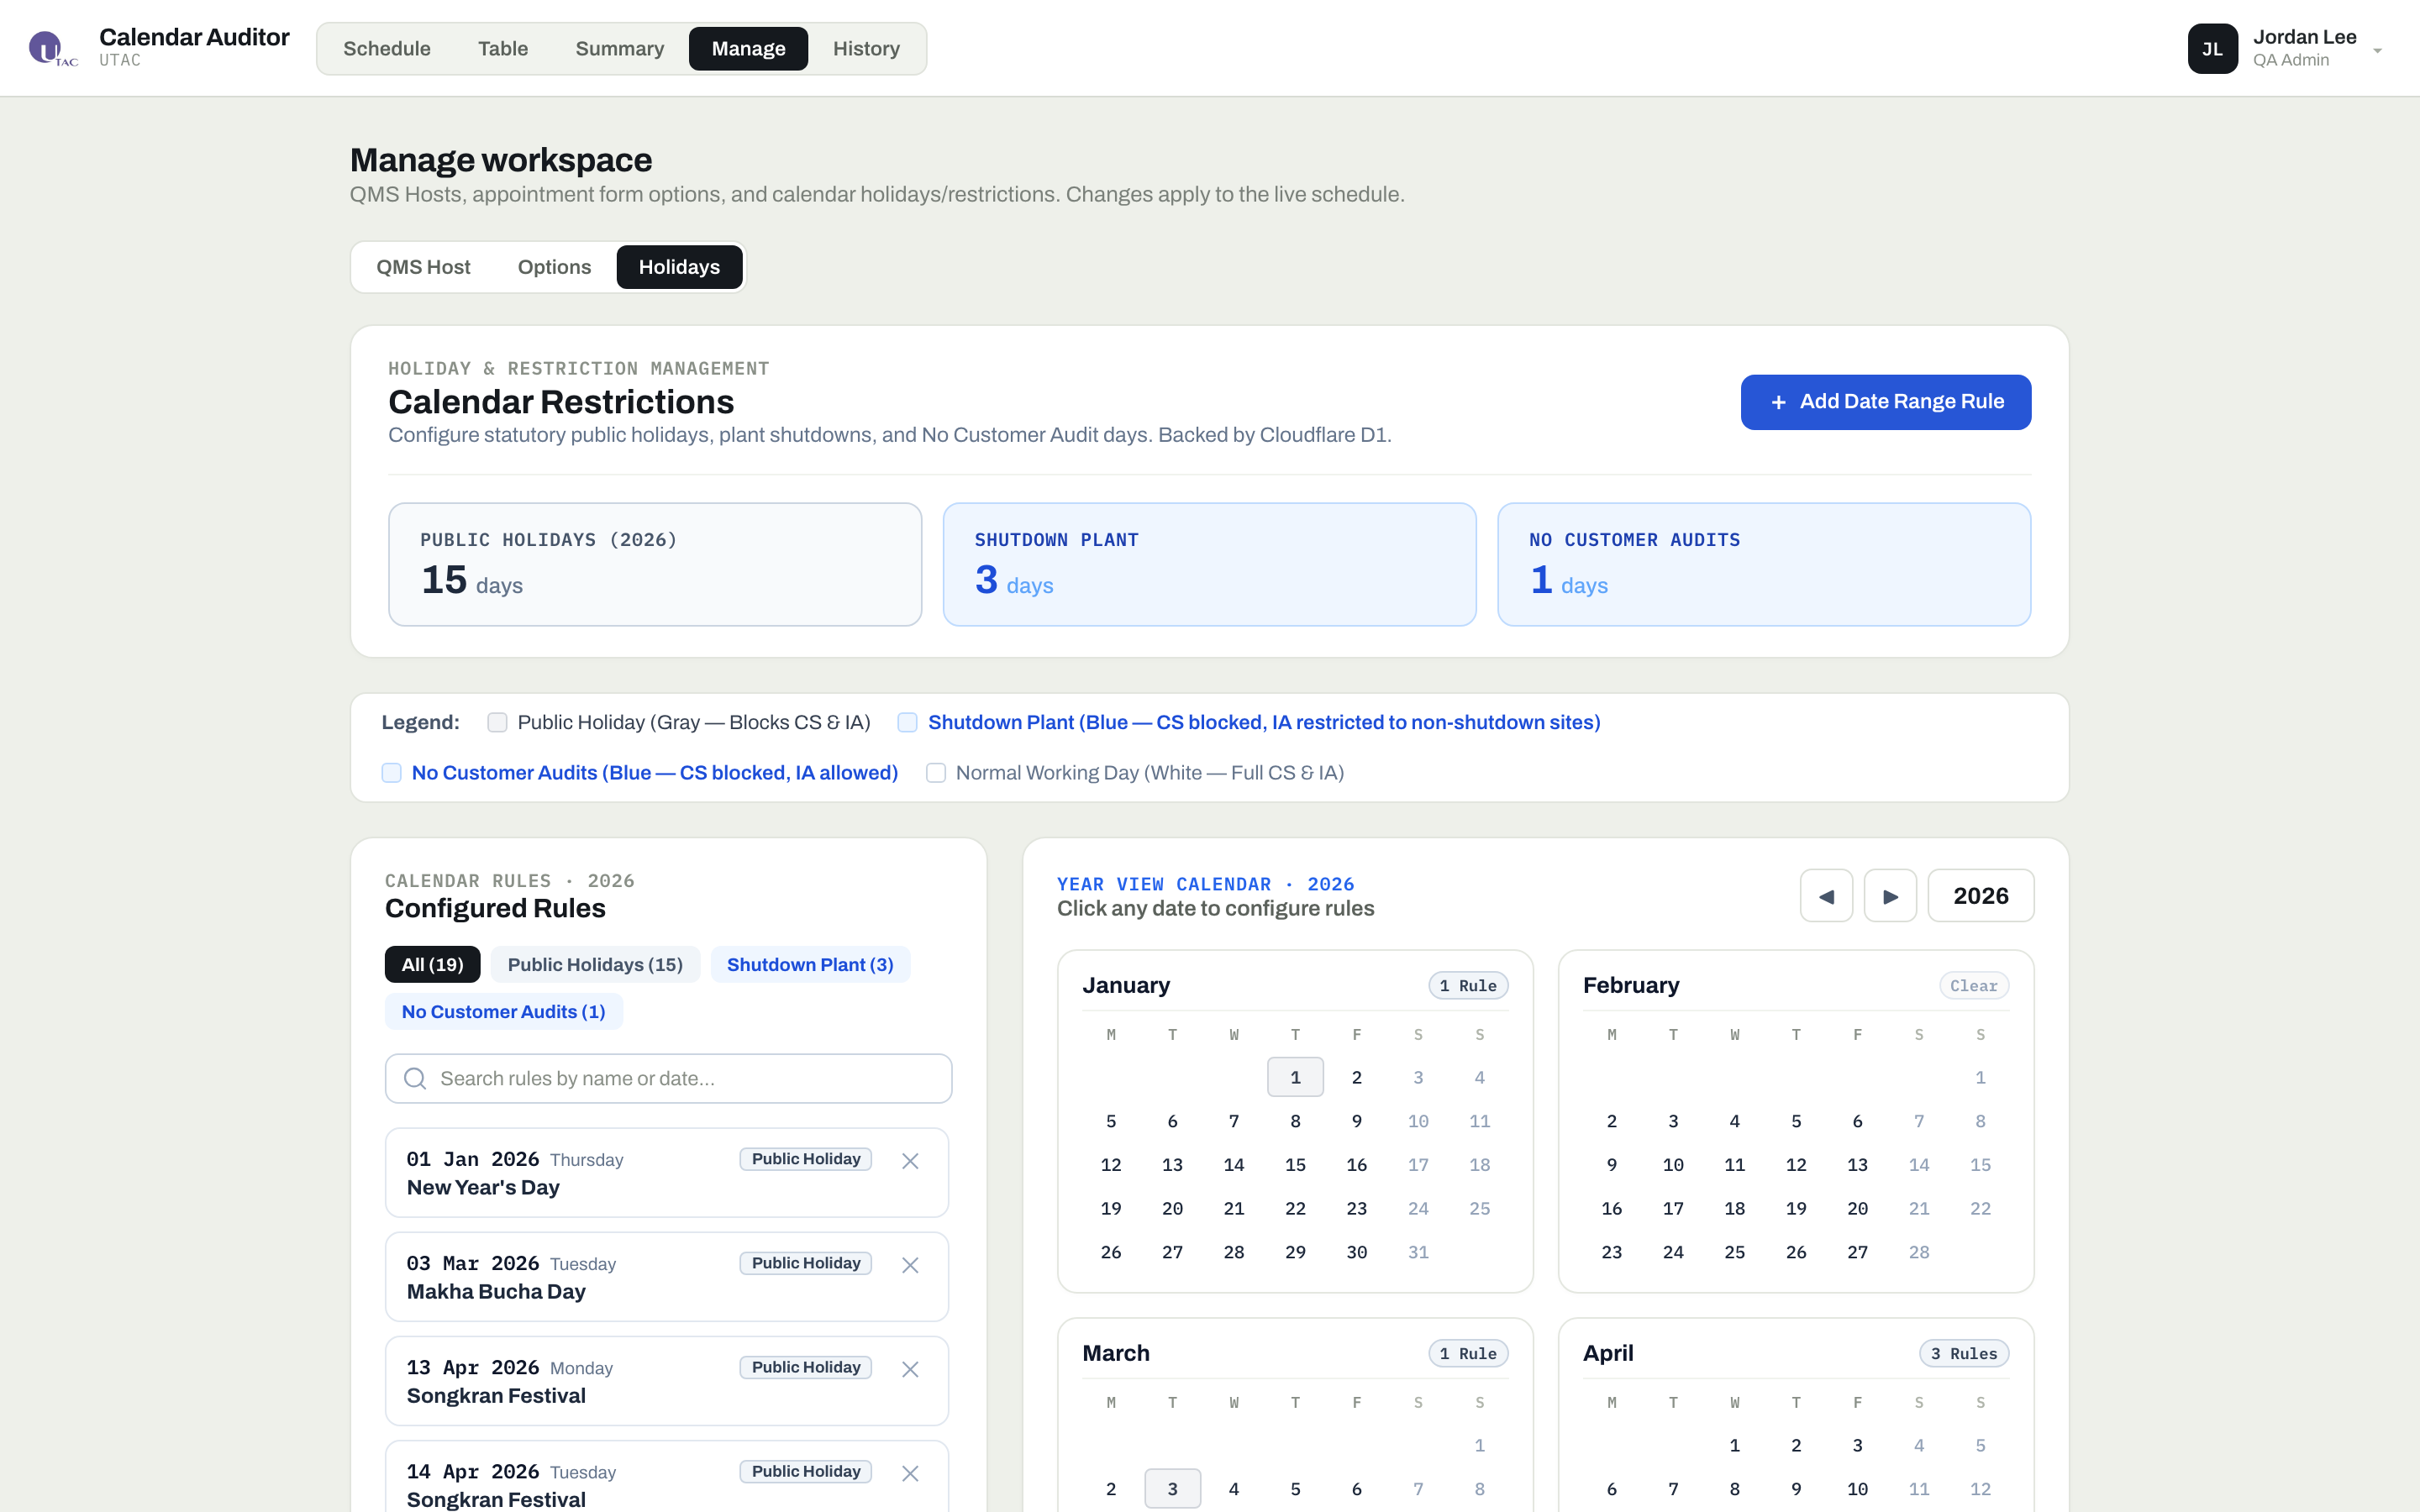 UTAC
Calendar Auditor
UTAC
Schedule Table Summary Manage History
JL
Jordan Lee
QA Admin
Manage workspace
QMS Hosts, appointment form options, and calendar holidays/restrictions. Changes apply to the live schedule.
QMS Host Options Holidays
HOLIDAY & RESTRICTION MANAGEMENT
Calendar Restrictions
Configure statutory public holidays, plant shutdowns, and No Customer Audit days. Backed by Cloudflare D1.
+ Add Date Range Rule
PUBLIC HOLIDAYS (2026)
15 days
SHUTDOWN PLANT
3 days
NO CUSTOMER AUDITS
1 days
Legend: Public Holiday (Gray — Blocks CS & IA) Shutdown Plant (Blue — CS blocked, IA restricted to non-shutdown sites)
No Customer Audits (Blue — CS blocked, IA allowed) Normal Working Day (White — Full CS & IA)
CALENDAR RULES · 2026
Configured Rules
All (19) Public Holidays (15) Shutdown Plant (3)
No Customer Audits (1)
Search rules by name or date...
01 Jan 2026 Thursday Public Holiday
New Year's Day
03 Mar 2026 Tuesday Public Holiday
Makha Bucha Day
13 Apr 2026 Monday Public Holiday
Songkran Festival
14 Apr 2026 Tuesday Public Holiday
Songkran Festival
YEAR VIEW CALENDAR · 2026
Click any date to configure rules
◀ ▶ 2026
January 1 Rule
M T W T F S S
1 2 3 4
5 6 7 8 9 10 11
12 13 14 15 16 17 18
19 20 21 22 23 24 25
26 27 28 29 30 31
February Clear
M T W T F S S
1
2 3 4 5 6 7 8
9 10 11 12 13 14 15
16 17 18 19 20 21 22
23 24 25 26 27 28
March 1 Rule
M T W T F S S
1
2 3 4 5 6 7 8
April 3 Rules
M T W T F S S
1 2 3 4 5
6 7 8 9 10 11 12